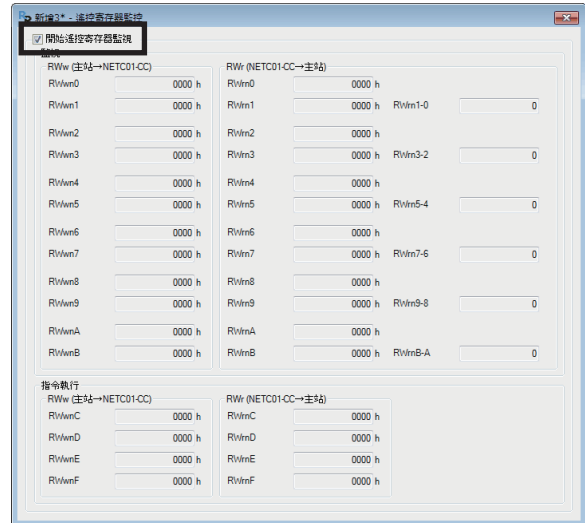 新增3* - 遙控寄存器監控
開始遙控寄存器監視
監視
RWw (主站→NETC01-CC) RWr (NETC01-CC→主站)
RWwn0 0000 h RWrn0 0000 h
RWwn1 0000 h RWrn1 0000 h RWrn1-0 0
RWwn2 0000 h RWrn2 0000 h
RWwn3 0000 h RWrn3 0000 h RWrn3-2 0
RWwn4 0000 h RWrn4 0000 h
RWwn5 0000 h RWrn5 0000 h RWrn5-4 0
RWwn6 0000 h RWrn6 0000 h
RWwn7 0000 h RWrn7 0000 h RWrn7-6 0
RWwn8 0000 h RWrn8 0000 h
RWwn9 0000 h RWrn9 0000 h RWrn9-8 0
RWwnA 0000 h RWrnA 0000 h
RWwnB 0000 h RWrnB 0000 h RWrnB-A 0
指令執行
RWw (主站→NETC01-CC) RWr (NETC01-CC→主站)
RWwnC 0000 h RWrnC 0000 h
RWwnD 0000 h RWrnD 0000 h
RWwnE 0000 h RWrnE 0000 h
RWwnF 0000 h RWrnF 0000 h